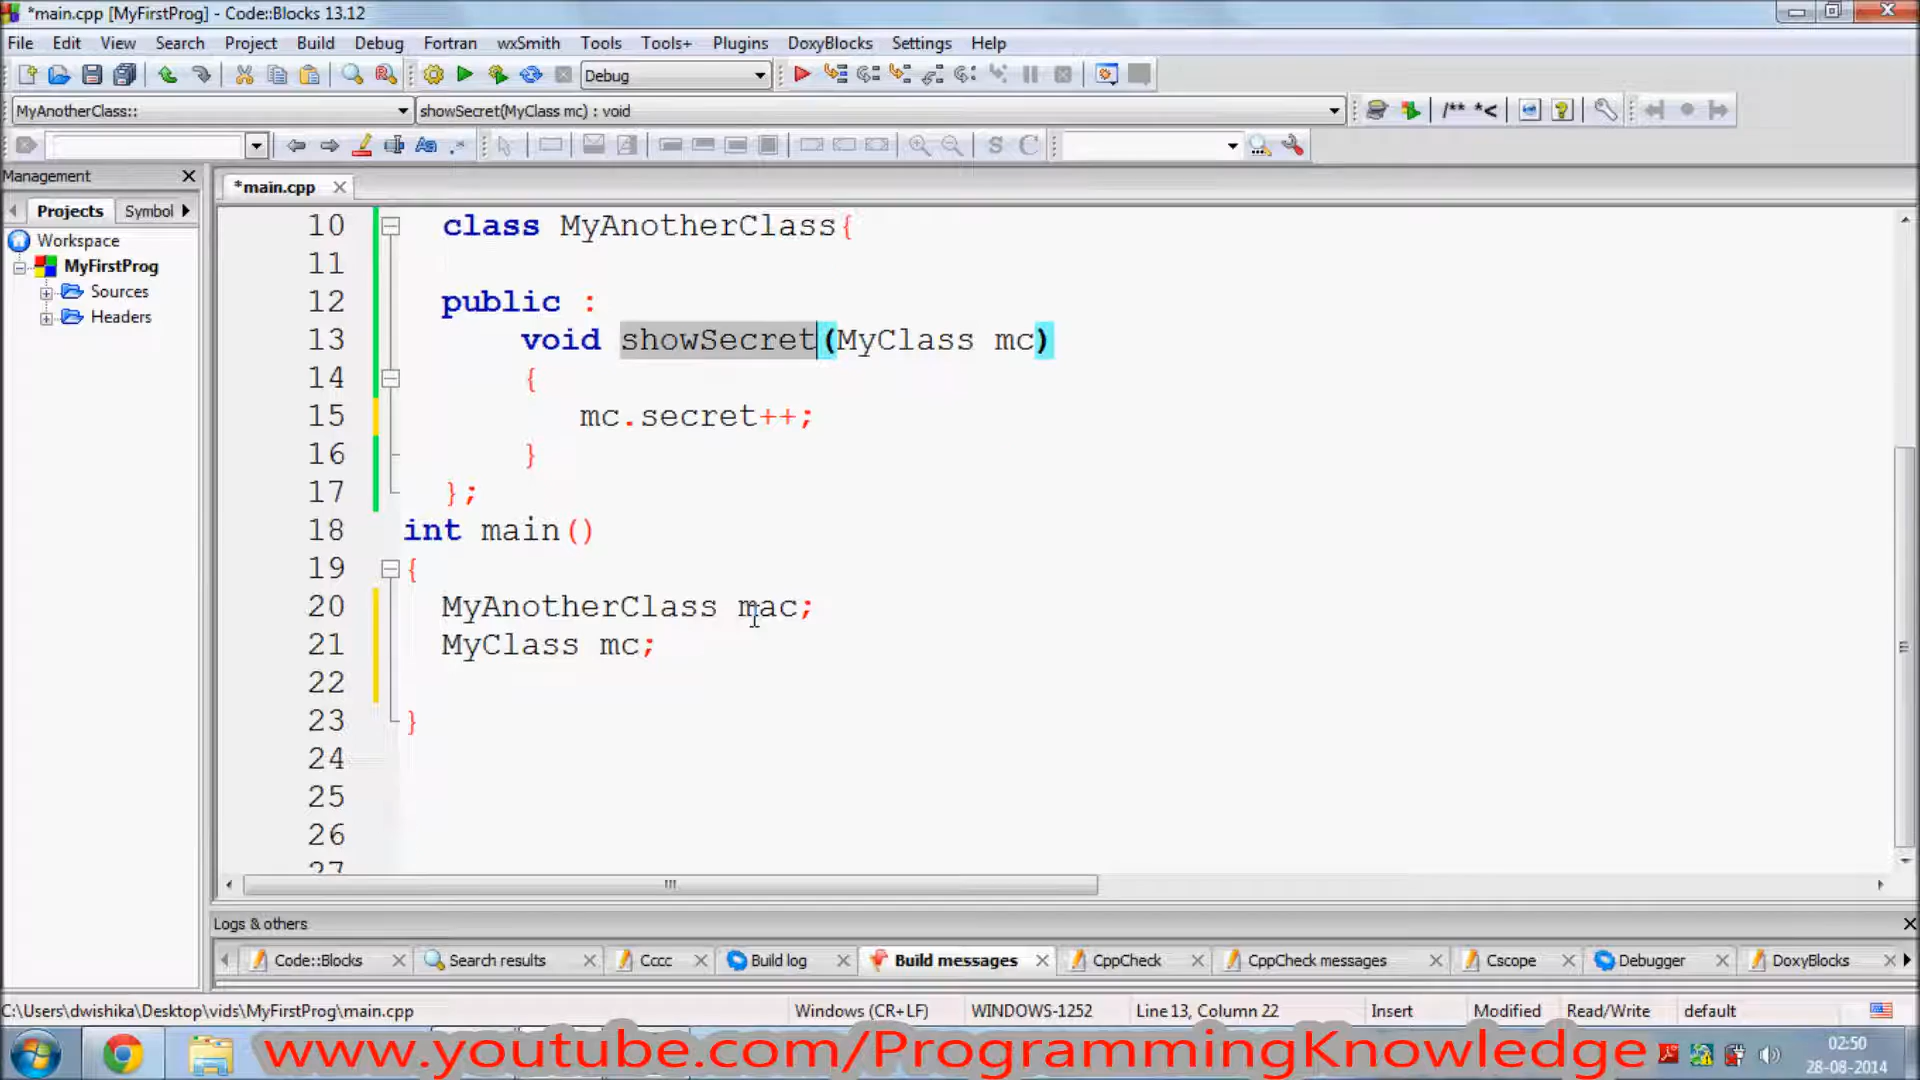 *main.cpp [MyFirstProg] - Code::Blocks 13.12
File Edit View Search Project Build Debug Fortran wxSmith Tools Tools+ Plugins DoxyBlocks Settings Help
Debug
MyAnotherClass:: showSecret(MyClass mc) : void /** *<
Management
*main.cpp
Projects Symbol
Workspace
MyFirstProg
Sources
Headers
10 class MyAnotherClass{
11
12 public :
13 void showSecret(MyClass mc)
14 {
15 mc.secret++;
16 }
17 };
18 int main()
19 {
20 MyAnotherClass mac;
21 MyClass mc;
22
23 }
24
25
26
27
Logs & others
Code::Blocks Search results Cccc Build log Build messages CppCheck CppCheck messages Cscope Debugger DoxyBlocks
C:\Users\dwishika\Desktop\vids\MyFirstProg\main.cpp Windows (CR+LF) WINDOWS-1252 Line 13, Column 22 Insert Modified Read/Write default
www.youtube.com/ProgrammingKnowledge
02:50
28-08-2014